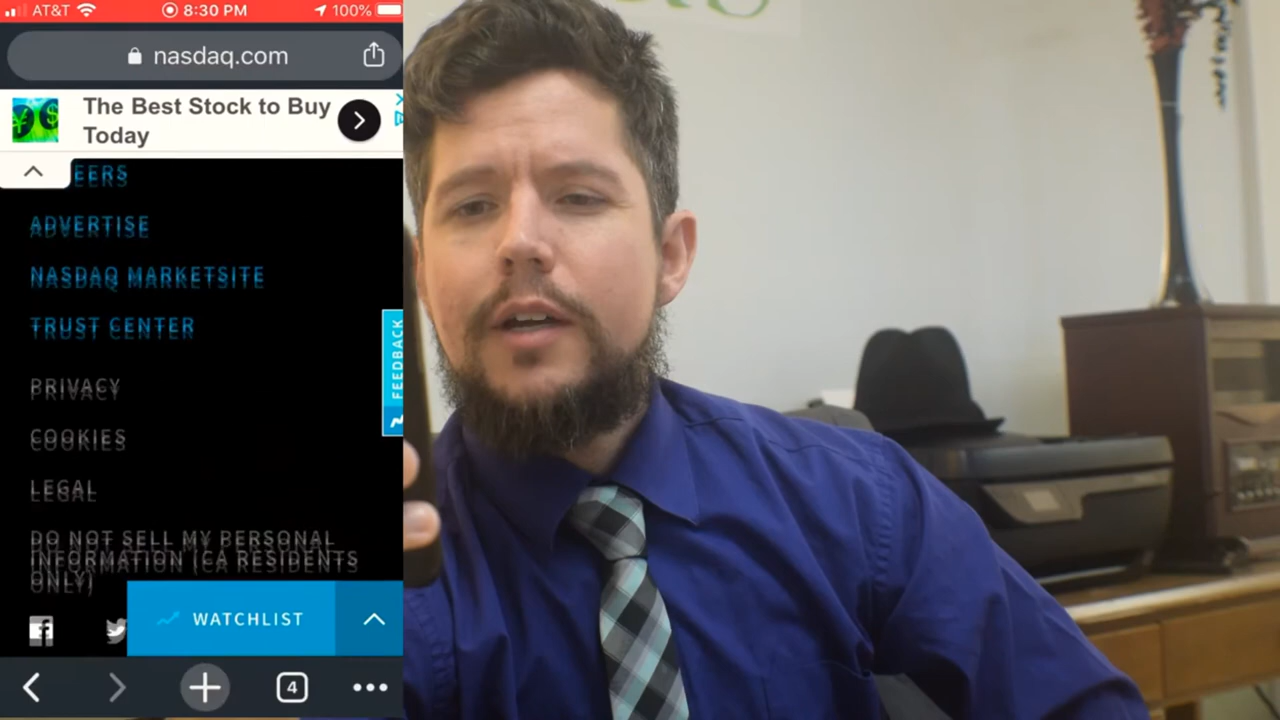 AT&T 8:30 PM 100%
nasdaq.com
The Best Stock to Buy
Today
EERS
ADVERTISE
NASDAQ MARKETSITE
TRUST CENTER
FEEDBACK
PRIVACY
COOKIES
LEGAL
DO NOT SELL MY PERSONAL
INFORMATION (CA RESIDENTS
ONLY)
WATCHLIST
4